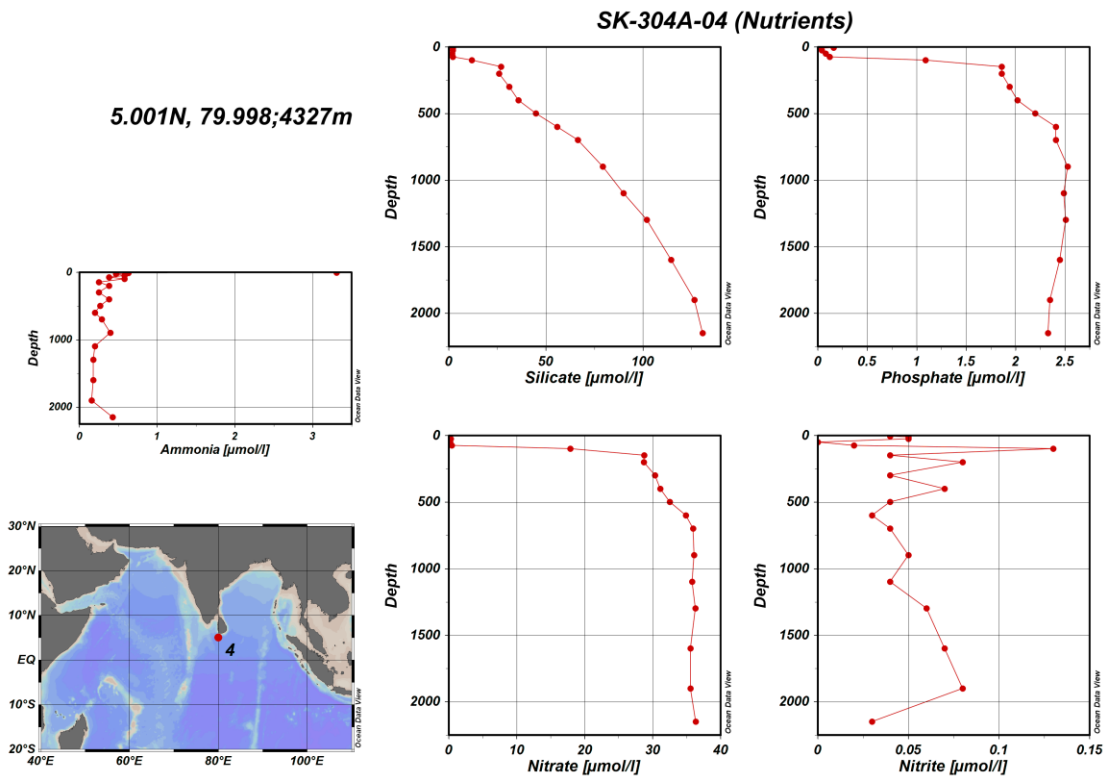 SK-304A-04 (Nutrients)
5.001N, 79.998;4327m
0
500
1000
1500
2000
Depth
0
50
100
Silicate [µmol/l]
Ocean Data View
0
500
1000
1500
2000
Depth
0
0.5
1
1.5
2
2.5
Phosphate [µmol/l]
Ocean Data View
0
1000
2000
Depth
0
1
2
3
Ammonia [µmol/l]
Ocean Data View
0
500
1000
1500
2000
Depth
0
10
20
30
40
Nitrate [µmol/l]
Ocean Data View
0
500
1000
1500
2000
Depth
0
0.05
0.1
0.15
Nitrite [µmol/l]
Ocean Data View
30°N
20°N
10°N
EQ
10°S
20°S
40°E
60°E
80°E
100°E
4
Ocean Data View